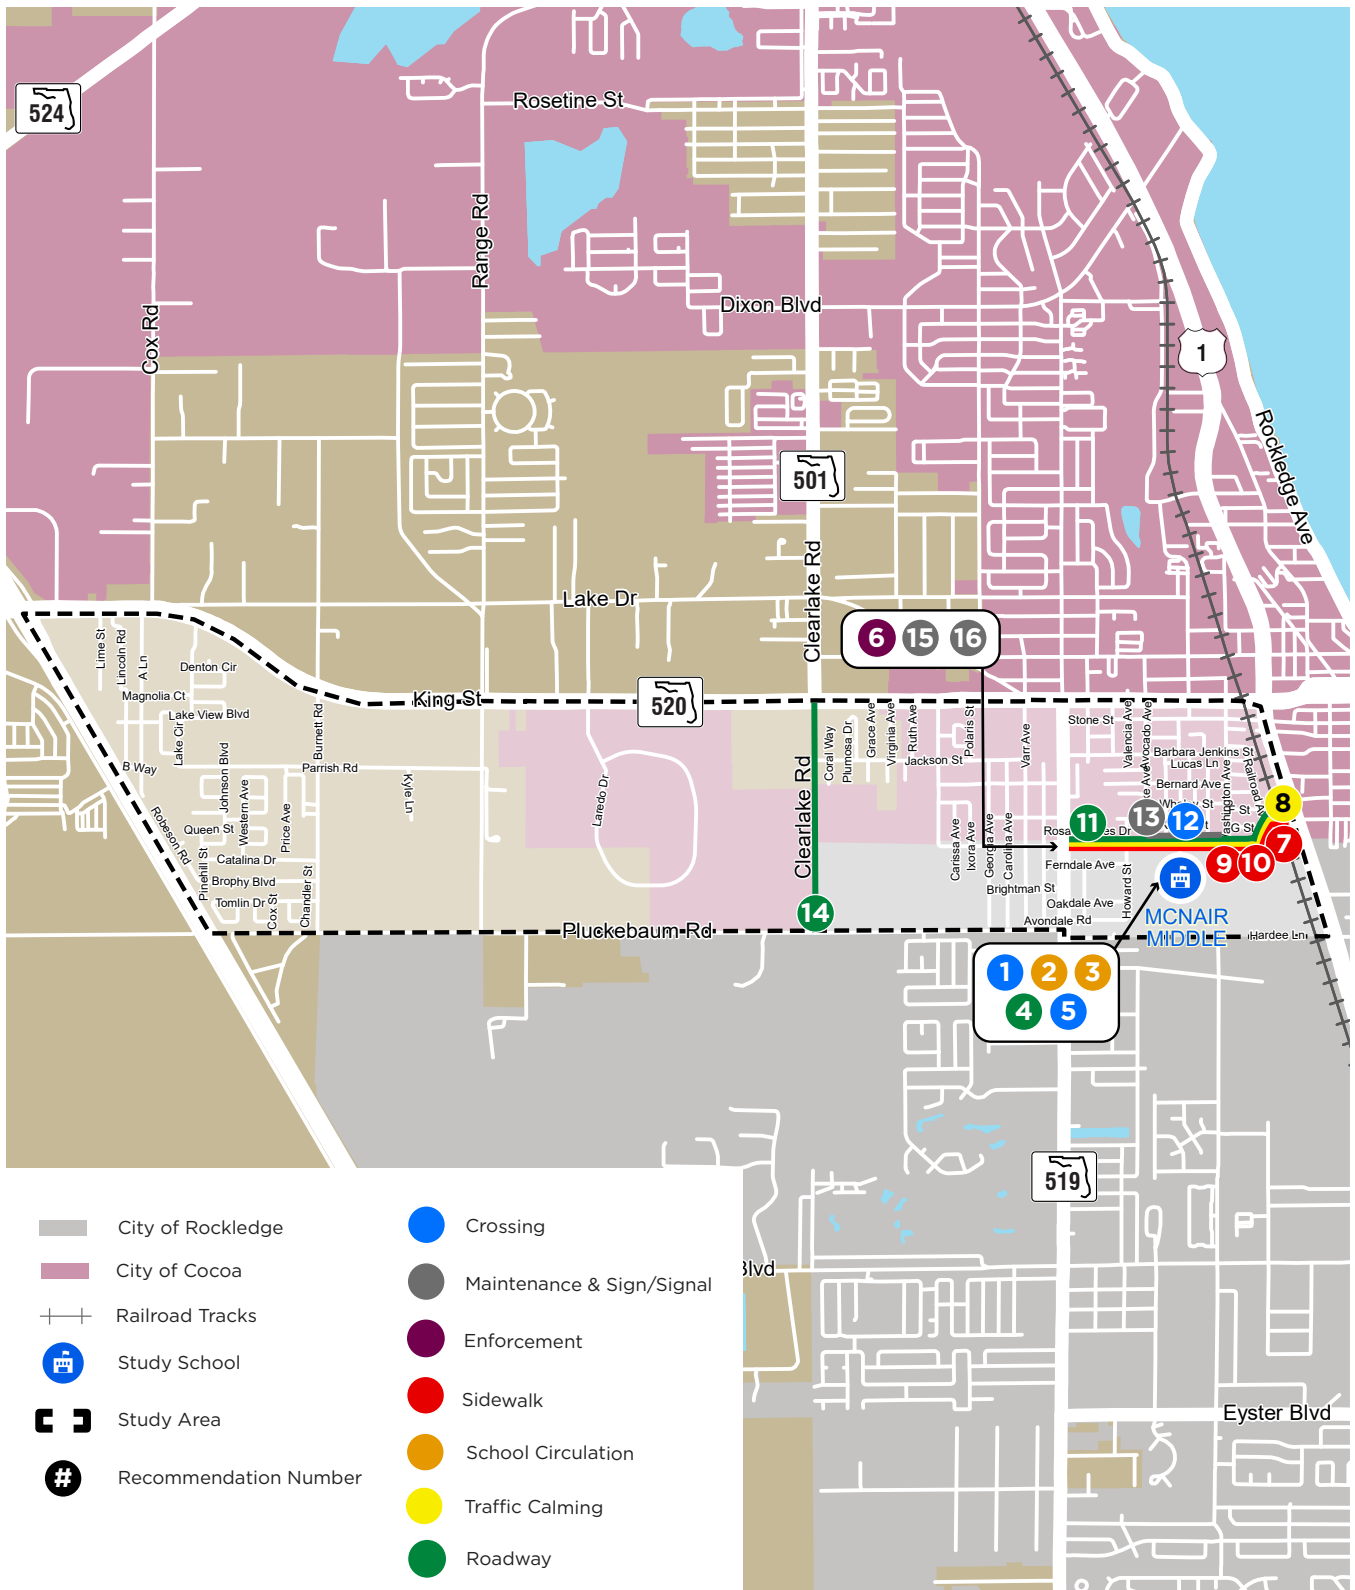 524
Rosetine St
Range Rd
Cox Rd
Dixon Blvd
1
Rockledge Ave
501
Clearlake Rd
Lake Dr
6 15 16
King St
520
Lime St
Lincoln Rd
A Ln
Denton Cir
Magnolia Ct
Lake View Blvd
Lake Cir
B Way
Burnett Rd
Parrish Rd
Johnson Blvd
Western Ave
Price Ave
Kyle Ln
Laredo Dr
Robeson Rd
Queen St
Pinehill St
Catalina Dr
Brophy Blvd
Tomlin Dr
Cox St
Chandler St
Clearlake Rd
Coral Way
Plumosa Dr
Grace Ave
Virginia Ave
Ruth Ave
Jackson St
Polaris St
Varr Ave
Stone St
Valencia Ave
Avocado Ave
Barbara Jenkins St
Lucas Ln
Bernard Ave
Railroad
G St
Carissa Ave
Ixora Ave
Georgia Ave
Carolina Ave
Ferndale Ave
Brightman St
Oakdale Ave
Avondale Rd
Howard St
Hardee Ln
11
13
12
8
7
9
10
14
MCNAIR
MIDDLE
Pluckebaum Rd
1 2 3
4 5
519
Blvd
Eyster Blvd
City of Rockledge
City of Cocoa
Railroad Tracks
Study School
Study Area
# Recommendation Number
Crossing
Maintenance & Sign/Signal
Enforcement
Sidewalk
School Circulation
Traffic Calming
Roadway